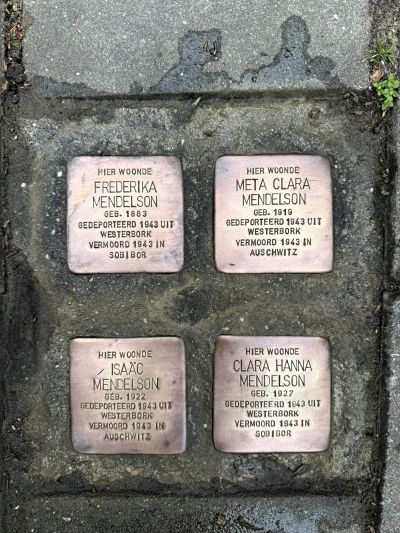 HIER WOONDE
FREDERIKA
MENDELSON
GEB. 1883
GEDEPORTEERD 1943 UIT
WESTERBORK
VERMOORD 1943 IN
SOBIBOR
HIER WOONDE
META CLARA
MENDELSON
GEB. 1919
GEDEPORTEERD 1943 UIT
WESTERBORK
VERMOORD 1943 IN
AUSCHWITZ
HIER WOONDE
ISAÄC
MENDELSON
GEB. 1922
GEDEPORTEERD 1943 UIT
WESTERBORK
VERMOORD 1943 IN
AUSCHWITZ
HIER WOONDE
CLARA HANNA
MENDELSON
GEB. 1927
GEDEPORTEERD 1943 UIT
WESTERBORK
VERMOORD 1943 IN
SOBIBOR